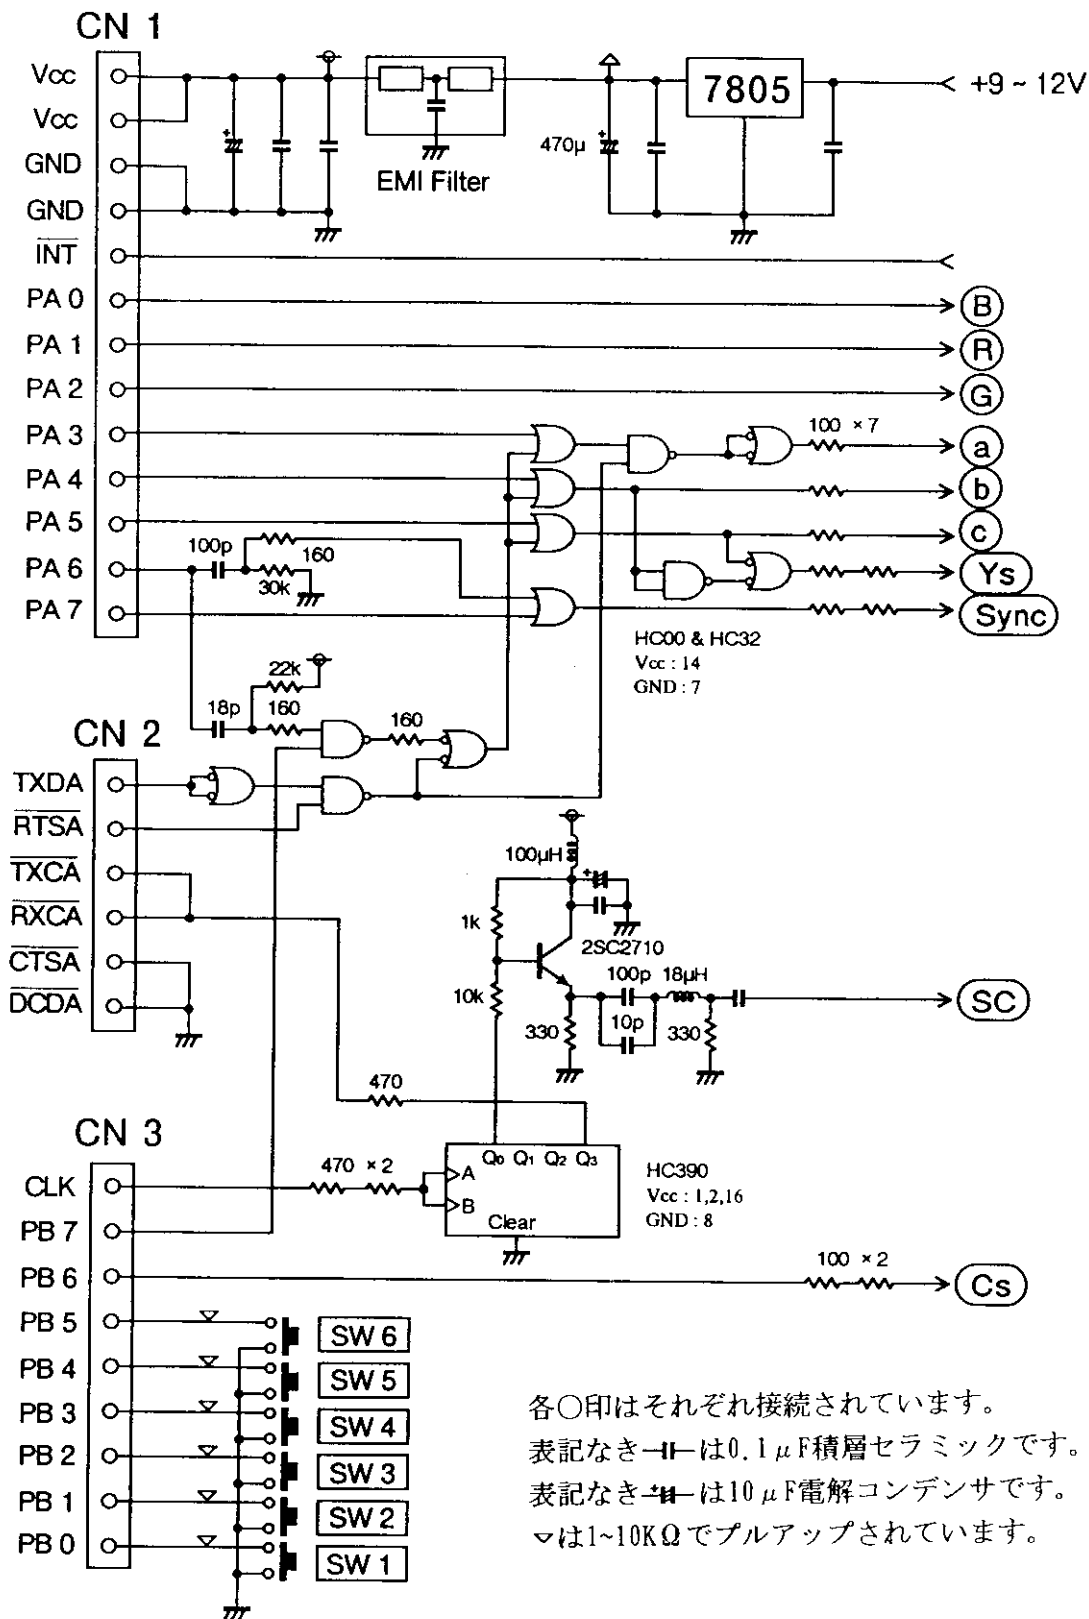 CN 1
Vcc
Vcc
GND
GND
INT
PA 0
PA 1
PA 2
PA 3
PA 4
PA 5
PA 6
PA 7
EMI Filter
470μ
7805
+9 ~ 12V
B
R
G
100 × 7
a
b
c
Ys
Sync
100p
160
30k
HC00 & HC32
Vcc : 14
GND : 7
22k
18p
160
160
CN 2
TXDA
RTSA
TXCA
RXCA
CTSA
DCDA
100μH
1k
2SC2710
10k
100p
18μH
10p
330
330
SC
470
CN 3
CLK
PB 7
PB 6
PB 5
PB 4
PB 3
PB 2
PB 1
PB 0
470 × 2
Q0 Q1 Q2 Q3
A
B
Clear
HC390
Vcc : 1,2,16
GND : 8
100 × 2
Cs
SW 6
SW 5
SW 4
SW 3
SW 2
SW 1
各○印はそれぞれ接続されています。
表記なき は0.1μF積層セラミックです。
表記なき は10μF電解コンデンサです。
▽は1~10KΩでプルアップされています。